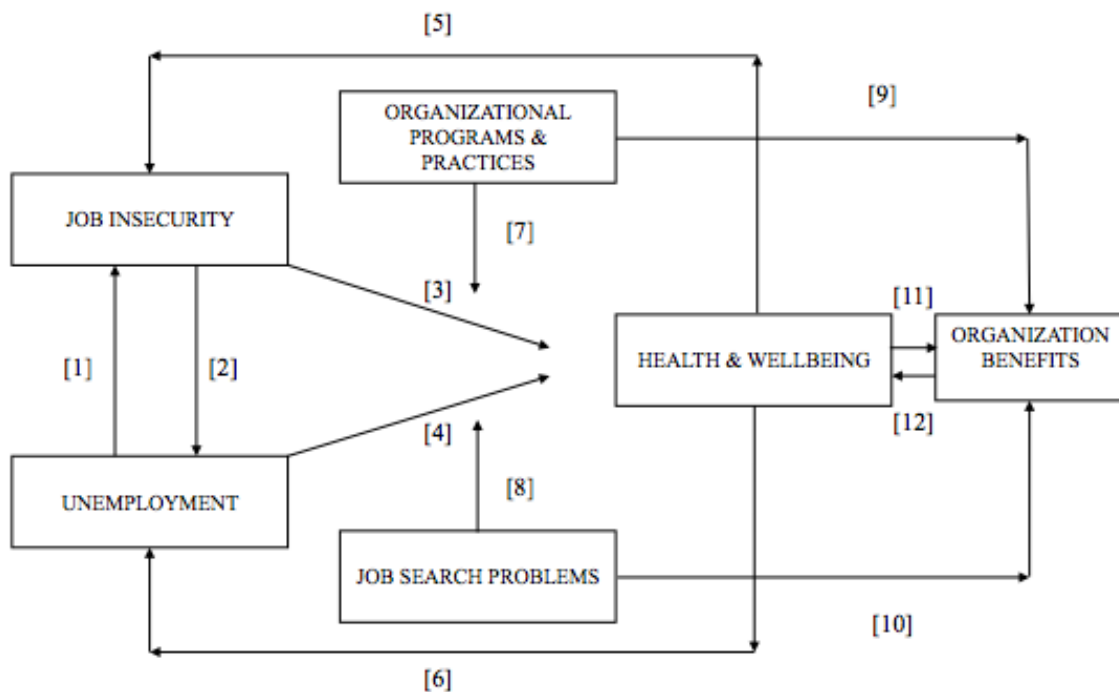 [5]
[9]
ORGANIZATIONAL
PROGRAMS &
PRACTICES
JOB INSECURITY
[7]
[3]
[11]
ORGANIZATION
BENEFITS
HEALTH & WELLBEING
[1]
[2]
[12]
[4]
UNEMPLOYMENT
[8]
JOB SEARCH PROBLEMS
[10]
[6]